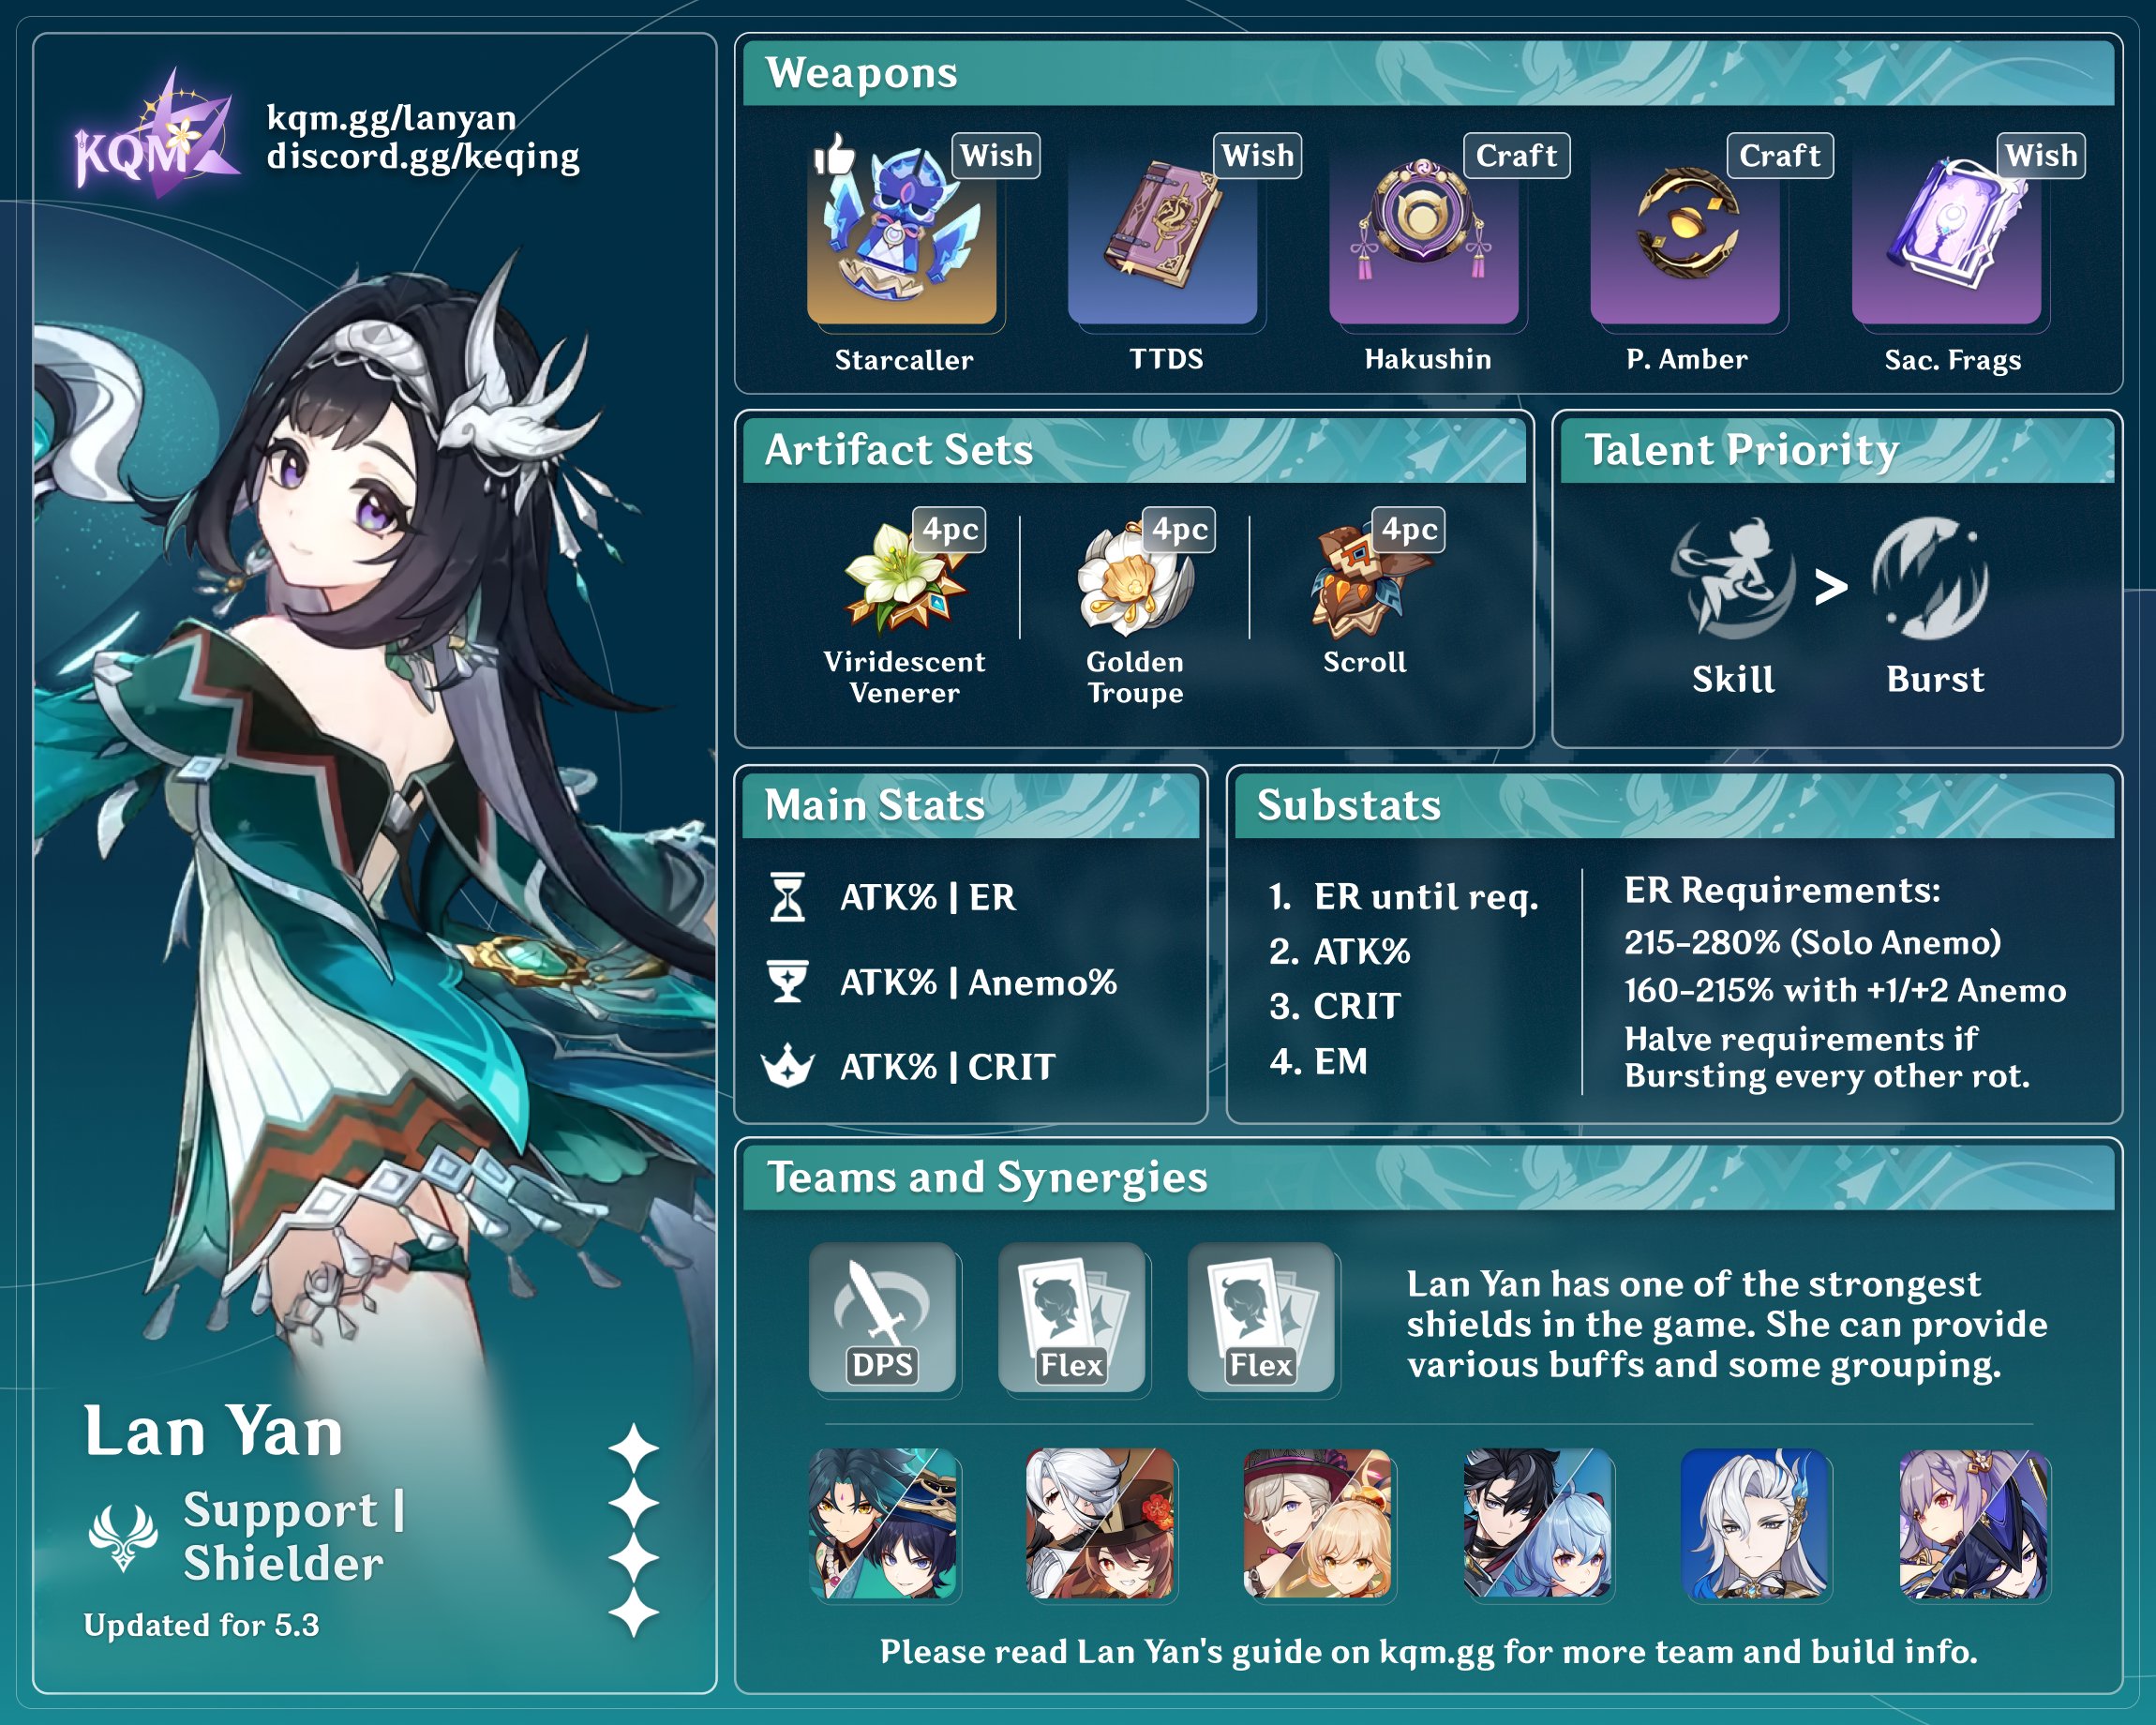 KQM
kqm.gg/lanyan
discord.gg/keqing
Lan Yan
Support |
Shielder
Updated for 5.3
Weapons
Wish
Wish
Craft
Craft
Wish
Starcaller
TTDS
Hakushin
P. Amber
Sac. Frags
Artifact Sets
4pc
4pc
4pc
Viridescent
Venerer
Golden
Troupe
Scroll
Talent Priority
>
Skill
Burst
Main Stats
ATK% | ER
ATK% | Anemo%
ATK% | CRIT
Substats
1. ER until req.
2. ATK%
3. CRIT
4. EM
ER Requirements:
215-280% (Solo Anemo)
160-215% with +1/+2 Anemo
Halve requirements if
Bursting every other rot.
Teams and Synergies
DPS
Flex
Flex
Lan Yan has one of the strongest
shields in the game. She can provide
various buffs and some grouping.
Please read Lan Yan's guide on kqm.gg for more team and build info.